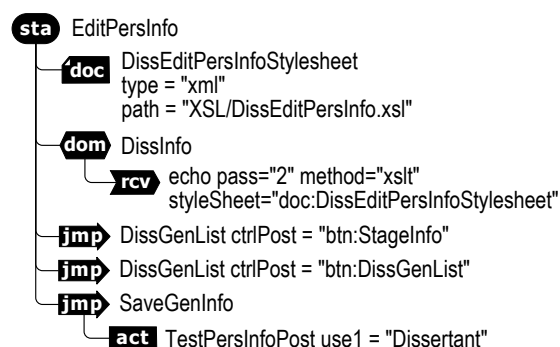 sta EditPersInfo
doc DissEditPersInfoStylesheet
type = "xml"
path = "XSL/DissEditPersInfo.xsl"
dom DissInfo
rcv echo pass="2" method="xslt"
styleSheet="doc:DissEditPersInfoStylesheet"
jmp DissGenList ctrlPost = "btn:StageInfo"
jmp DissGenList ctrlPost = "btn:DissGenList"
jmp SaveGenInfo
act TestPersInfoPost use1 = "Dissertant"